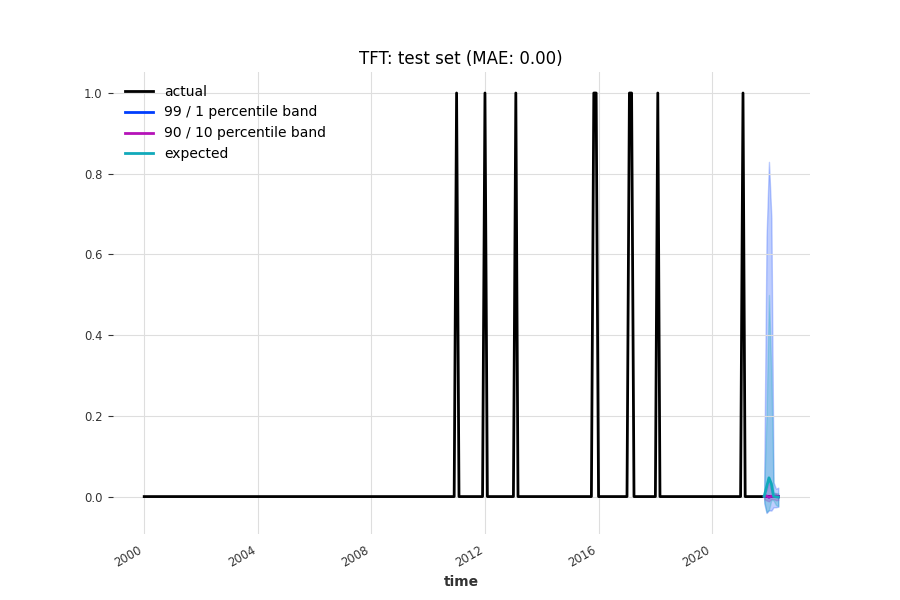 TFT: test set (MAE: 0.00)
actual
99 / 1 percentile band
90 / 10 percentile band
expected
1.0
0.8
0.6
0.4
0.2
0.0
2000
2004
2008
2012
2016
2020
time